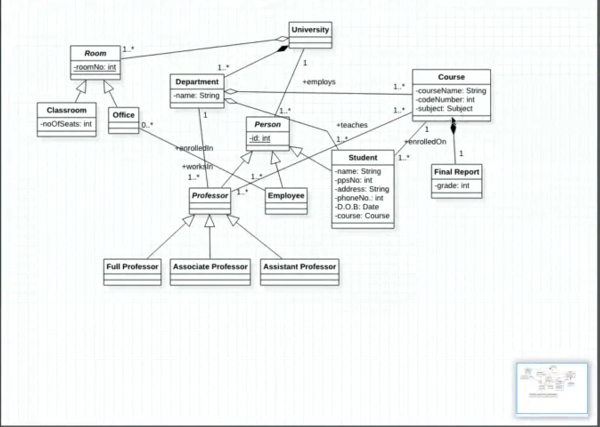 University
1..*
Room
-roomNo: int
1
1..*
Department
-name: String
+employs
1..*
Course
-courseName: String
-codeNumber: int
-subject: Subject
Classroom
-noOfSeats: int
Office
0..*
1
1..*
1..*
Person
-id: int
+teaches
1..*
1
+enrolledOn
1..*
+enrolledIn
+worksIn
1..*
1..*
1..*
Student
-name: String
-ppsNo: int
-address: String
-phoneNo.: int
-D.O.B: Date
-course: Course
1
Final Report
-grade: int
Professor
Employee
Full Professor
Associate Professor
Assistant Professor